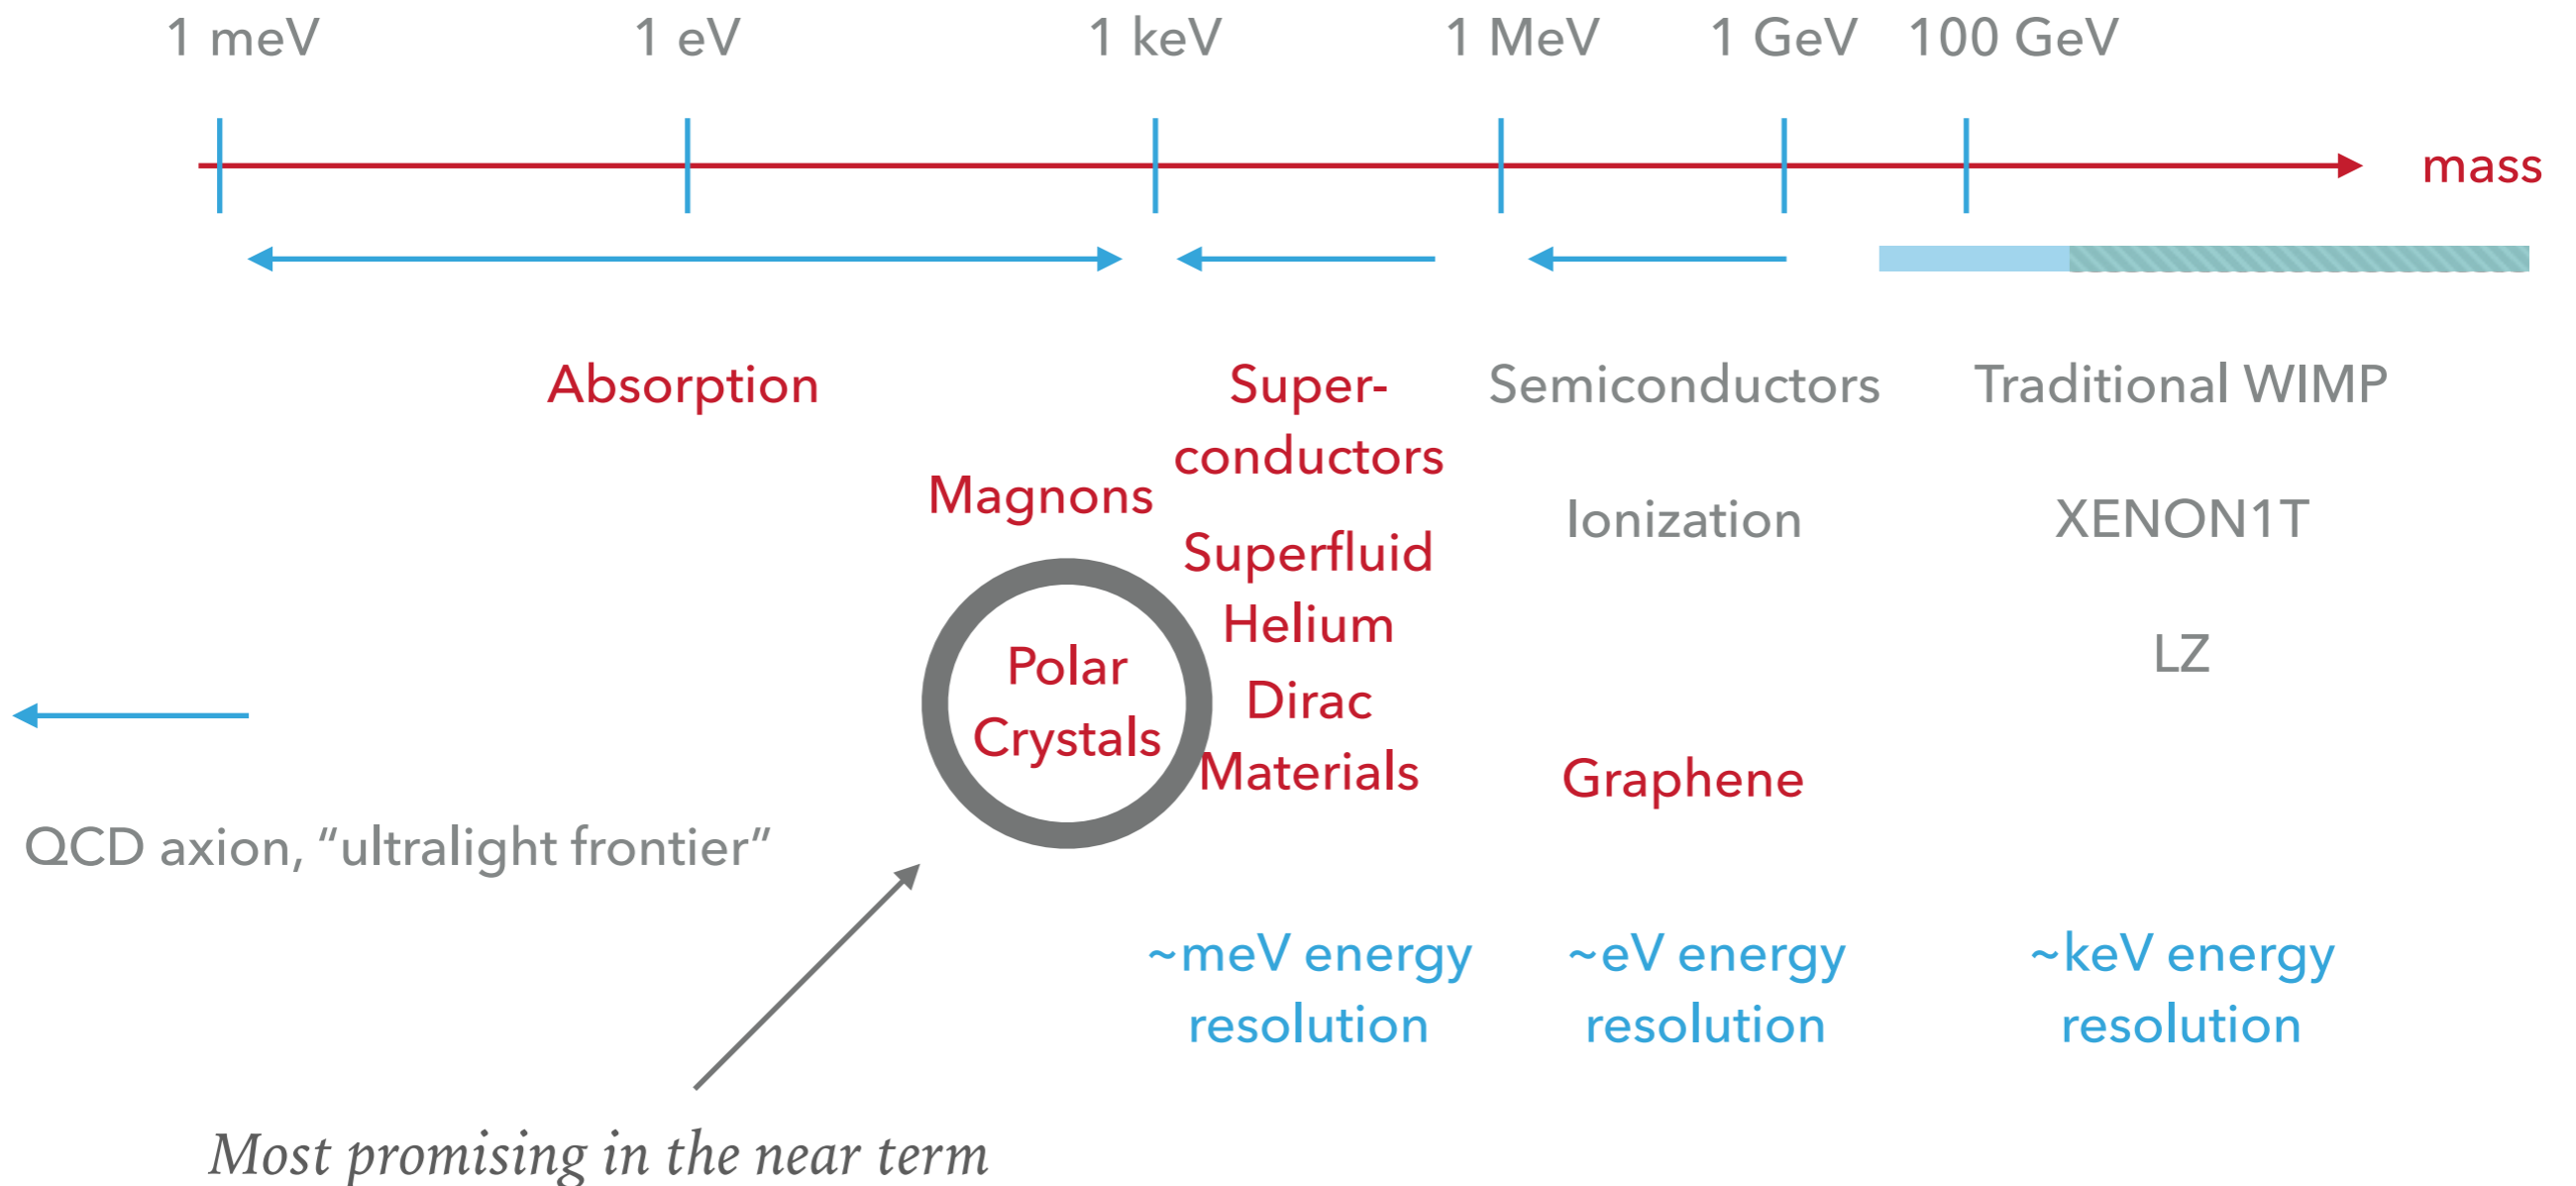 1 meV 1 eV 1 keV 1 MeV 1 GeV 100 GeV
mass
Absorption
Magnons
Polar
Crystals
Super-
conductors
Superfluid
Helium
Dirac
Materials
Semiconductors
Ionization
Graphene
Traditional WIMP
XENON1T
LZ
QCD axion, “ultralight frontier”
~meV energy
resolution
~eV energy
resolution
~keV energy
resolution
Most promising in the near term